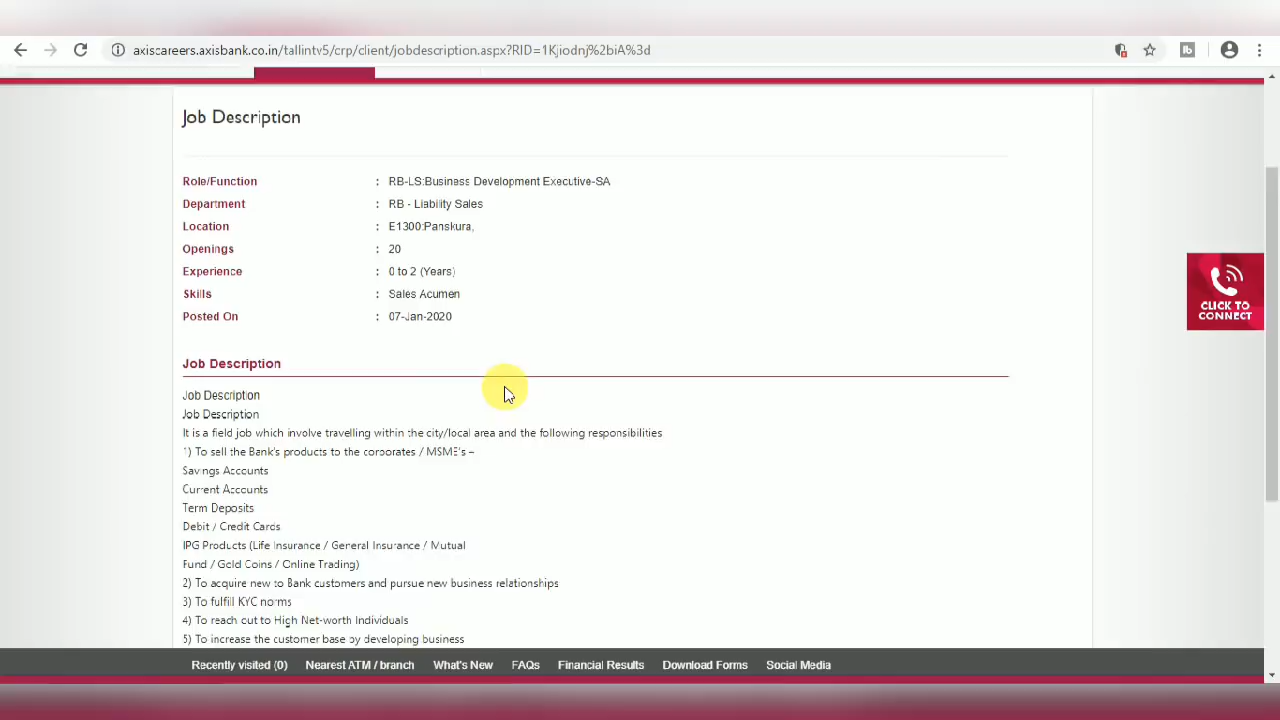 axiscareers.axisbank.co.in/tallintv5/crp/client/jobdescription.aspx?RID=1Kjiodnj%2biA%3d
Job Description
Role/Function : RB-LS:Business Development Executive-SA
Department : RB - Liability Sales
Location : E1300:Panskura,
Openings : 20
Experience : 0 to 2 (Years)
Skills : Sales Acumen
Posted On : 07-Jan-2020
CLICK TO
CONNECT
Job Description
Job Description
Job Description
It is a field job which involve travelling within the city/local area and the following responsibilities
1) To sell the Bank's products to the corporates / MSME's –
Savings Accounts
Current Accounts
Term Deposits
Debit / Credit Cards
IPG Products (Life Insurance / General Insurance / Mutual
Fund / Gold Coins / Online Trading)
2) To acquire new to Bank customers and pursue new business relationships
3) To fulfill KYC norms
4) To reach out to High Net-worth Individuals
5) To increase the customer base by developing business
Recently visited (0) Nearest ATM / branch What's New FAQs Financial Results Download Forms Social Media